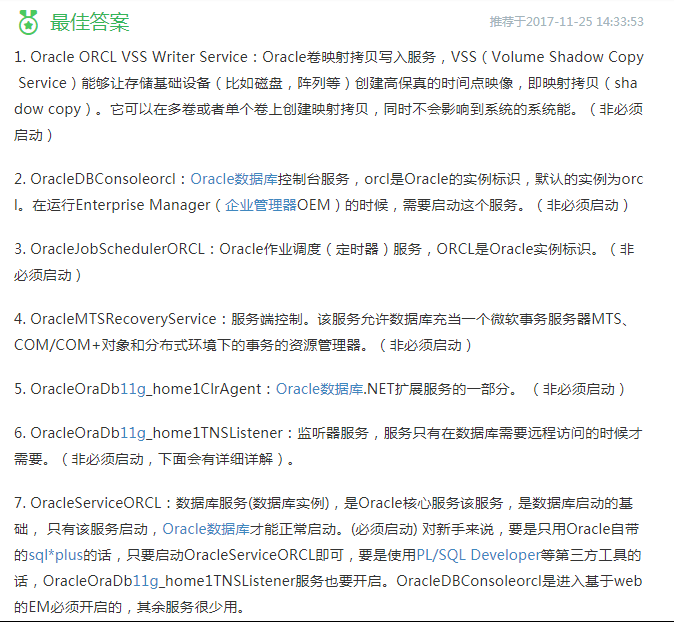 最佳答案
推荐于2017-11-25 14:33:53
1. Oracle ORCL VSS Writer Service：Oracle卷映射拷贝写入服务，VSS（Volume Shadow Copy
Service）能够让存储基础设备（比如磁盘，阵列等）创建高保真的时间点映像，即映射拷贝（sha
dow copy）。它可以在多卷或者单个卷上创建映射拷贝，同时不会影响到系统的系统能。（非必须
启动）
2. OracleDBConsoleorcl：Oracle数据库控制台服务，orcl是Oracle的实例标识，默认的实例为orc
l。在运行Enterprise Manager（企业管理器OEM）的时候，需要启动这个服务。（非必须启动）
3. OracleJobSchedulerORCL：Oracle作业调度（定时器）服务，ORCL是Oracle实例标识。（非
必须启动）
4. OracleMTSRecoveryService：服务端控制。该服务允许数据库充当一个微软事务服务器MTS、
COM/COM+对象和分布式环境下的事务的资源管理器。（非必须启动）
5. OracleOraDb11g_home1ClrAgent：Oracle数据库.NET扩展服务的一部分。 （非必须启动）
6. OracleOraDb11g_home1TNSListener：监听器服务，服务只有在数据库需要远程访问的时候才
需要。（非必须启动，下面会有详细详解）。
7. OracleServiceORCL：数据库服务(数据库实例)，是Oracle核心服务该服务，是数据库启动的基
础， 只有该服务启动，Oracle数据库才能正常启动。(必须启动) 对新手来说，要是只用Oracle自带
的sql*plus的话，只要启动OracleServiceORCL即可，要是使用PL/SQL Developer等第三方工具的
话，OracleOraDb11g_home1TNSListener服务也要开启。OracleDBConsoleorcl是进入基于web
的EM必须开启的，其余服务很少用。